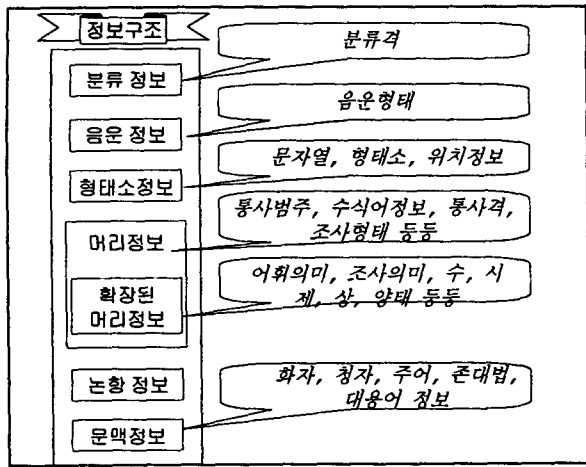 정보구조
분류격
분류 정보
음운형태
음운 정보
문자열, 형태소, 위치정보
형태소정보
통사범주, 수식어정보, 통사격,
조사형태 등등
머리정보
어휘의미, 조사의미, 수, 시
제, 상, 양태 등등
확장된
머리정보
화자, 청자, 주어, 존대법,
대용어 정보
논항 정보
문맥정보